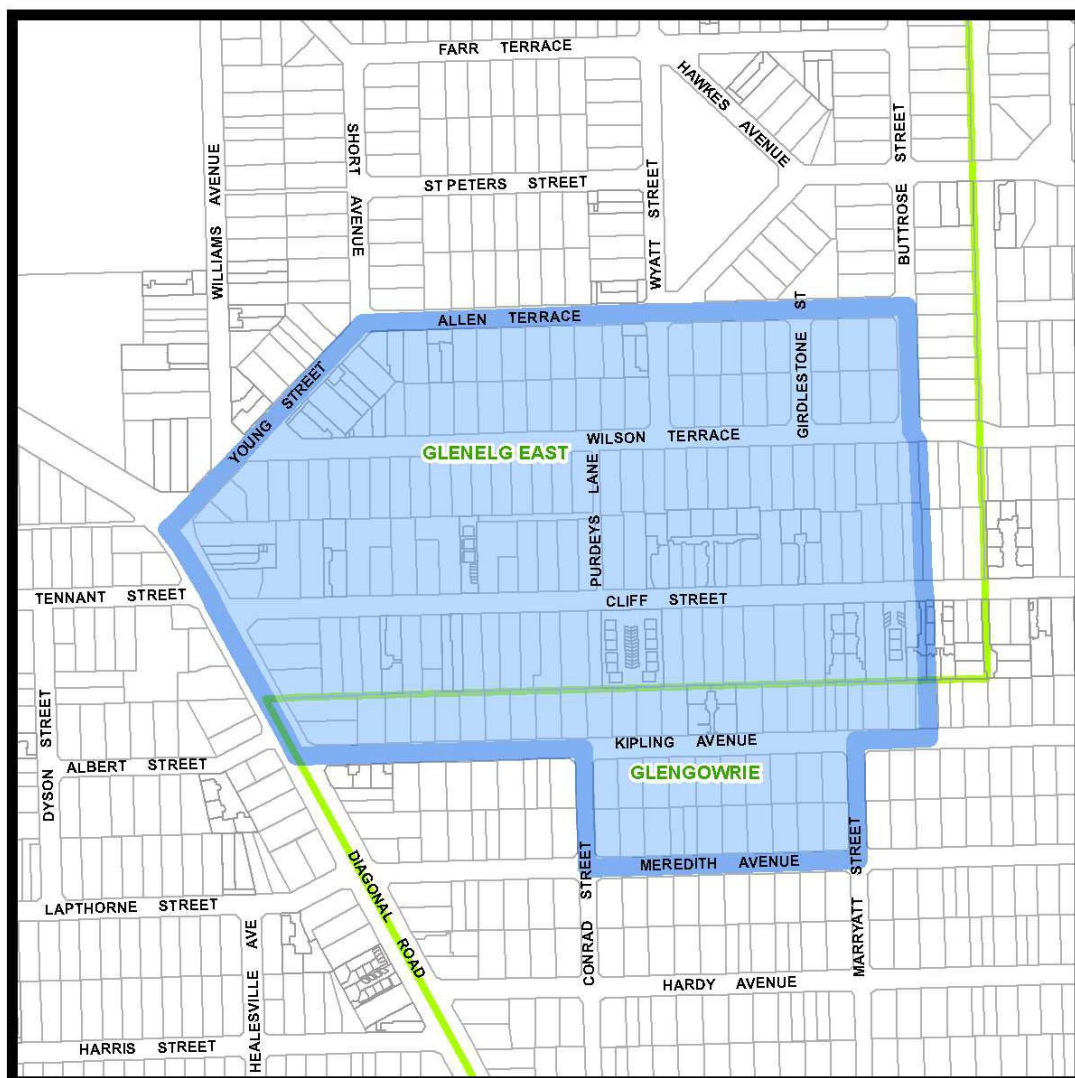 FARR TERRACE
HAWKES AVENUE
SHORT AVENUE
WILLIAMS AVENUE
ST PETERS STREET
WYATT STREET
BUTTROSE STREET
ALLEN TERRACE
GIRDLESTONE ST
YOUNG STREET
WILSON TERRACE
GLENELG EAST
PURDEYS LANE
TENNANT STREET
CLIFF STREET
DYSON STREET
KIPLING AVENUE
ALBERT STREET
GLENGOWRIE
MEREDITH AVENUE
DIAGONAL ROAD
CONRAD STREET
MARRYATT STREET
LAPTHORNE STREET
HEALESVILLE AVE
HARDY AVENUE
HARRIS STREET